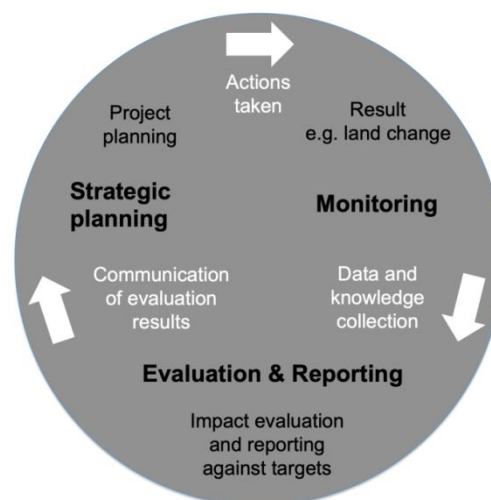 Actions
taken
Project
planning
Result
e.g. land change
Strategic
planning
Monitoring
Communication
of evaluation
results
Data and
knowledge
collection
Evaluation & Reporting
Impact evaluation
and reporting
against targets